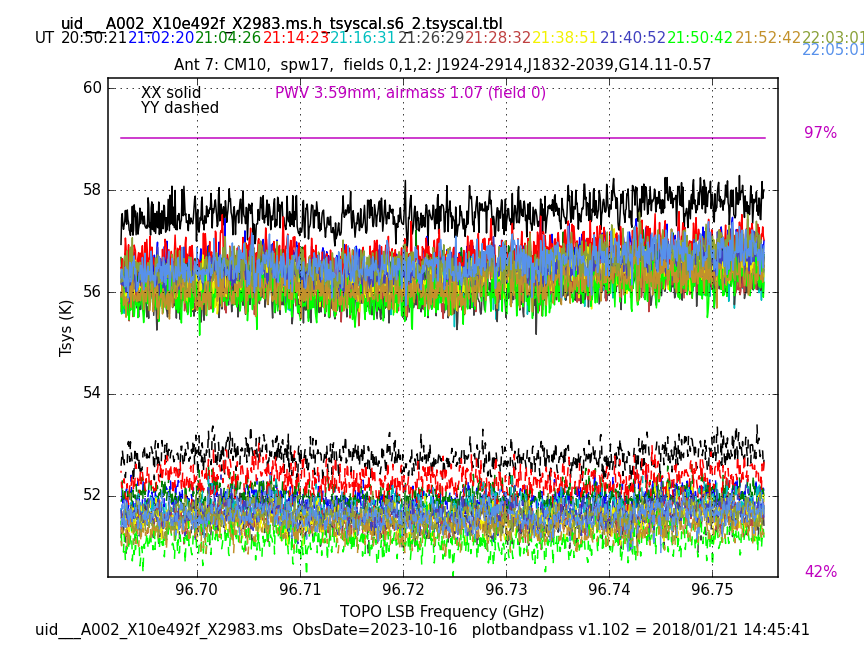 uid___A002_X10e492f_X2983.ms.h_tsyscal.s6_2.tsyscal.tbl
UT 20:50:21 21:02:20 21:04:26 21:14:23 21:16:31 21:26:29 21:28:32 21:38:51 21:40:52 21:50:42 21:52:42 22:03:01
22:05:01
Ant 7: CM10,  spw17,  fields 0,1,2: J1924-2914,J1832-2039,G14.11-0.57
60
XX solid
PWV 3.59mm, airmass 1.07 (field 0)
YY dashed
97%
58
56
Tsys (K)
54
52
42%
96.70 96.71 96.72 96.73 96.74 96.75
TOPO LSB Frequency (GHz)
uid___A002_X10e492f_X2983.ms  ObsDate=2023-10-16   plotbandpass v1.102 = 2018/01/21 14:45:41